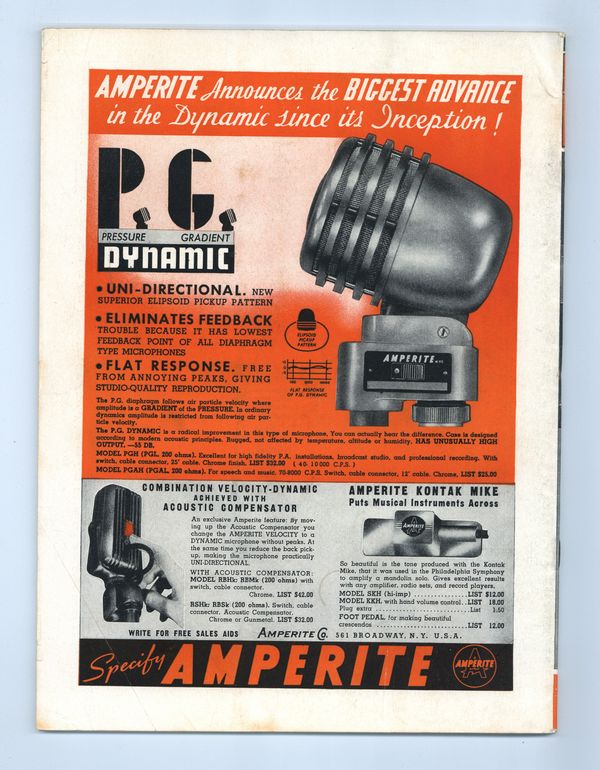 AMPERITE Announces the BIGGEST ADVANCE
in the Dynamic since its Inception!
P.G.
PRESSURE GRADIENT
DYNAMIC
• UNI-DIRECTIONAL. NEW
SUPERIOR ELIPSOID PICKUP PATTERN
• ELIMINATES FEEDBACK
TROUBLE BECAUSE IT HAS LOWEST
FEEDBACK POINT OF ALL DIAPHRAGM
TYPE MICROPHONES
• FLAT RESPONSE. FREE
FROM ANNOYING PEAKS, GIVING
STUDIO-QUALITY REPRODUCTION.
ELIPSOID
PICKUP
PATTERN
FLAT RESPONSE
OF P.G. DYNAMIC
AMPERITE
The P.G. diaphragm follows air particle velocity where
amplitude is a GRADIENT of the PRESSURE. In ordinary
dynamics amplitude is restricted from following air par-
ticle velocity.
The P.G. DYNAMIC is a radical improvement in this type of microphone. You can actually hear the difference. Case is designed
according to modern acoustic principles. Rugged, not affected by temperature, altitude or humidity. HAS UNUSUALLY HIGH
OUTPUT. —55 DB.
MODEL PGH (PGL, 200 ohms). Excellent for high fidelity P.A. installations, broadcast studio, and professional recording. With
switch, cable connector, 25' cable. Chrome finish, LIST $32.00 ( 40-10000 C.P.S. )
MODEL PGAH (PGAL, 200 ohms). For speech and music. 70-8000 C.P.S. Switch, cable connector, 12' cable. Chrome, LIST $25.00
COMBINATION VELOCITY-DYNAMIC
ACHIEVED WITH
ACOUSTIC COMPENSATOR
An exclusive Amperite feature: By mov-
ing up the Acoustic Compensator you
change the AMPERITE VELOCITY to a
DYNAMIC microphone without peaks. At
the same time you reduce the back pick-
up, making the microphone practically
UNI-DIRECTIONAL.
WITH ACOUSTIC COMPENSATOR:
MODEL RBHk; RBMk (200 ohms) with
switch, cable connector.
Chrome. LIST $42.00
RSHk; RBSk (200 ohms). Switch, cable
connector, Acoustic Compensator.
Chrome or Gunmetal. LIST $32.00
AMPERITE KONTAK MIKE
Puts Musical Instruments Across
AMPERITE
So beautiful is the tone produced with the Kontak
Mike, that it was used in the Philadelphia Symphony
to amplify a mandolin solo. Gives excellent results
with any amplifier, radio sets, and record players.
MODEL SKH (hi-imp) ..................LIST $12.00
MODEL KKH, with hand volume control..LIST 18.00
Plug extra ..............................List 1.50
FOOT PEDAL, for making beautiful
crescendos ..........................LIST 12.00
WRITE FOR FREE SALES AIDS AMPERITE Co. 561 BROADWAY, N.Y. U.S.A.
Specify AMPERITE
AMPERITE